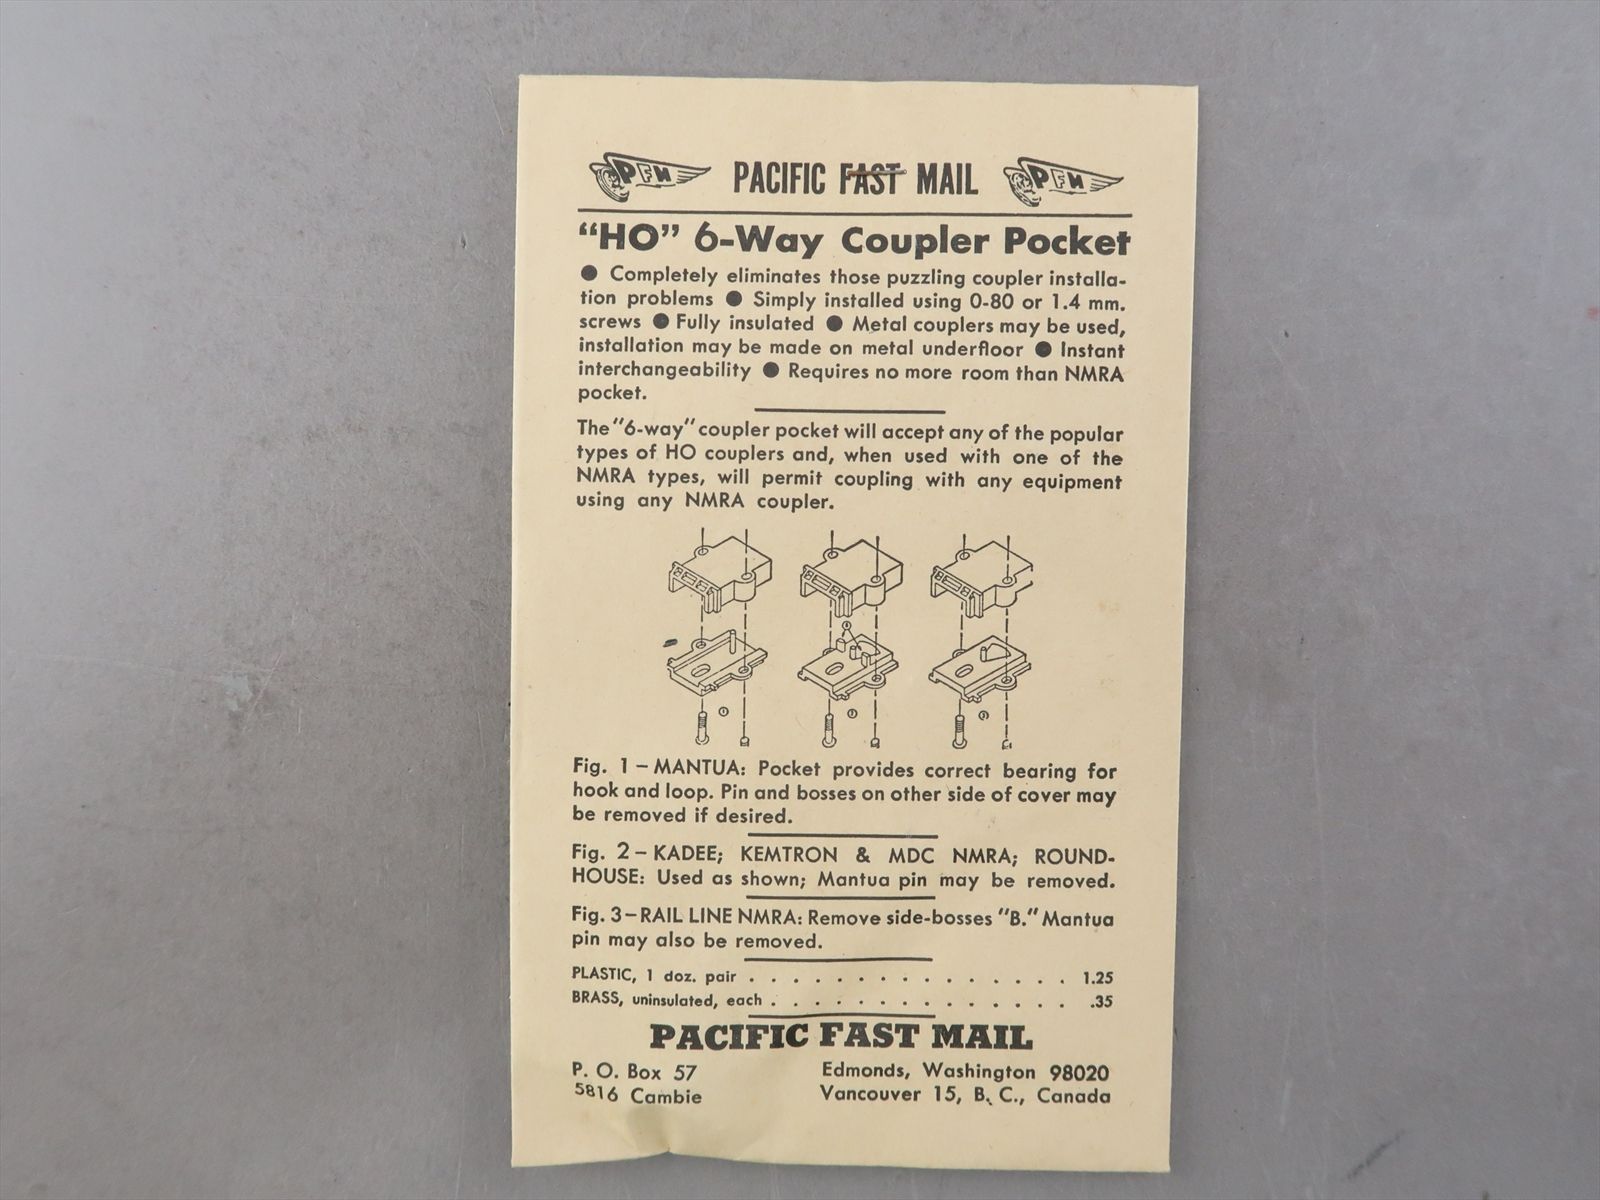 PFM PACIFIC FAST MAIL PFM
“HO” 6-Way Coupler Pocket
● Completely eliminates those puzzling coupler installa-
tion problems ● Simply installed using 0-80 or 1.4 mm.
screws ● Fully insulated ● Metal couplers may be used,
installation may be made on metal underfloor ● Instant
interchangeability ● Requires no more room than NMRA
pocket.
The "6-way" coupler pocket will accept any of the popular
types of HO couplers and, when used with one of the
NMRA types, will permit coupling with any equipment
using any NMRA coupler.
1 2 3
Fig. 1 – MANTUA: Pocket provides correct bearing for
hook and loop. Pin and bosses on other side of cover may
be removed if desired.
Fig. 2 – KADEE; KEMTRON & MDC NMRA; ROUND-
HOUSE: Used as shown; Mantua pin may be removed.
Fig. 3 – RAIL LINE NMRA: Remove side-bosses "B." Mantua
pin may also be removed.
PLASTIC, 1 doz. pair . . . . . . . . . . . . . . . 1.25
BRASS, uninsulated, each . . . . . . . . . . . . . . .35
PACIFIC FAST MAIL
P. O. Box 57 Edmonds, Washington 98020
5816 Cambie Vancouver 15, B. C., Canada